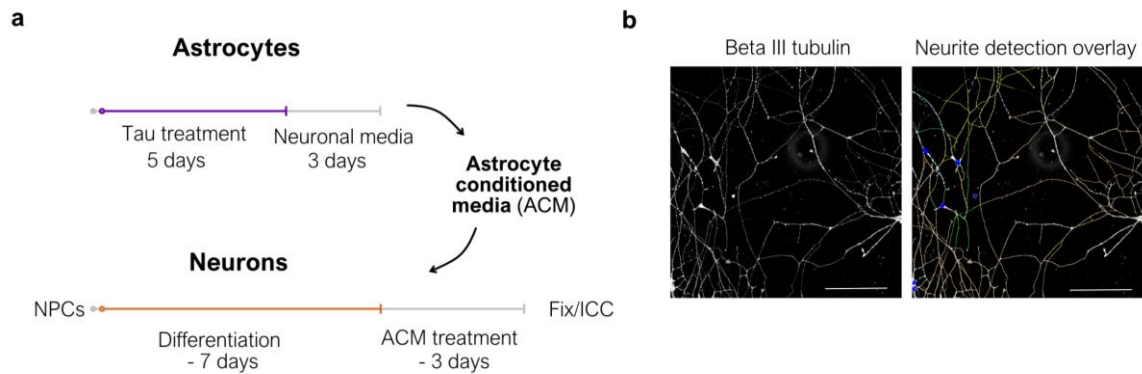 a
Astrocytes
Tau treatment
5 days
Neuronal media
3 days
Astrocyte
conditioned
media (ACM)
Neurons
NPCs
Fix/ICC
Differentiation
- 7 days
ACM treatment
- 3 days
b
Beta III tubulin
Neurite detection overlay